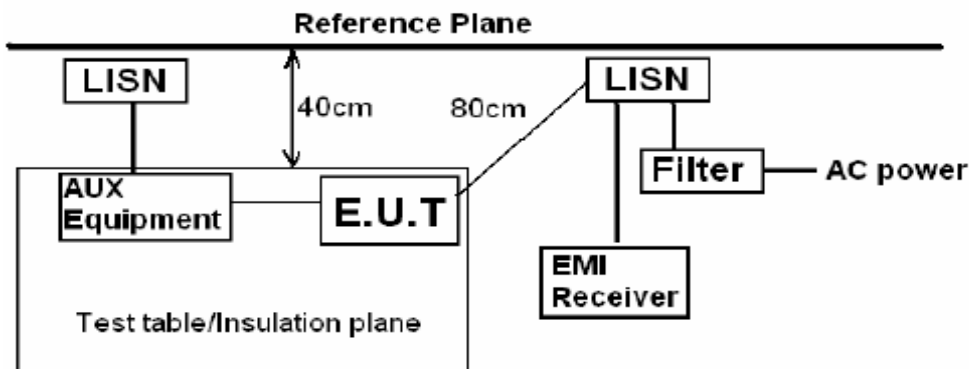 Reference Plane
LISN
40cm
80cm
LISN
AUX
Equipment
E.U.T
Filter
AC power
EMI
Receiver
Test table/Insulation plane